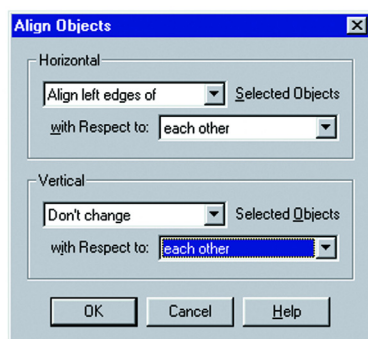 Align Objects
Horizontal
Align left edges of Selected Objects
with Respect to: each other
Vertical
Don't change Selected Objects
with Respect to: each other
OK Cancel Help